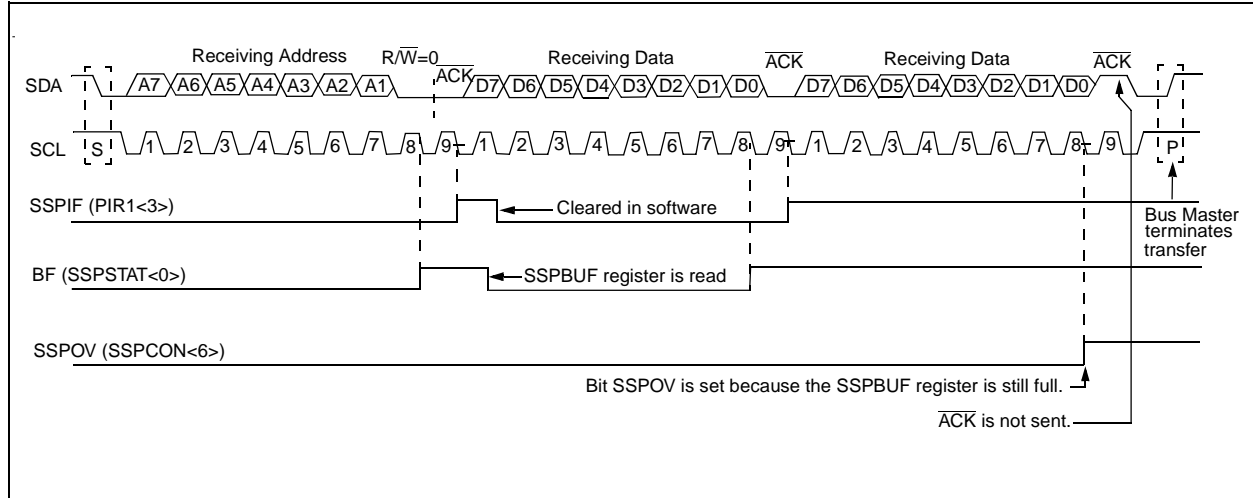 Receiving Address R/W=0 Receiving Data ACK Receiving Data ACK
SDA A7 A6 A5 A4 A3 A2 A1 ACK D7 D6 D5 D4 D3 D2 D1 D0 D7 D6 D5 D4 D3 D2 D1 D0
SCL S 1 2 3 4 5 6 7 8 9 1 2 3 4 5 6 7 8 9 1 2 3 4 5 6 7 8 9 P
SSPIF (PIR1<3>)
Cleared in software
Bus Master
terminates
transfer
BF (SSPSTAT<0>)
SSPBUF register is read
SSPOV (SSPCON<6>)
Bit SSPOV is set because the SSPBUF register is still full.
ACK is not sent.